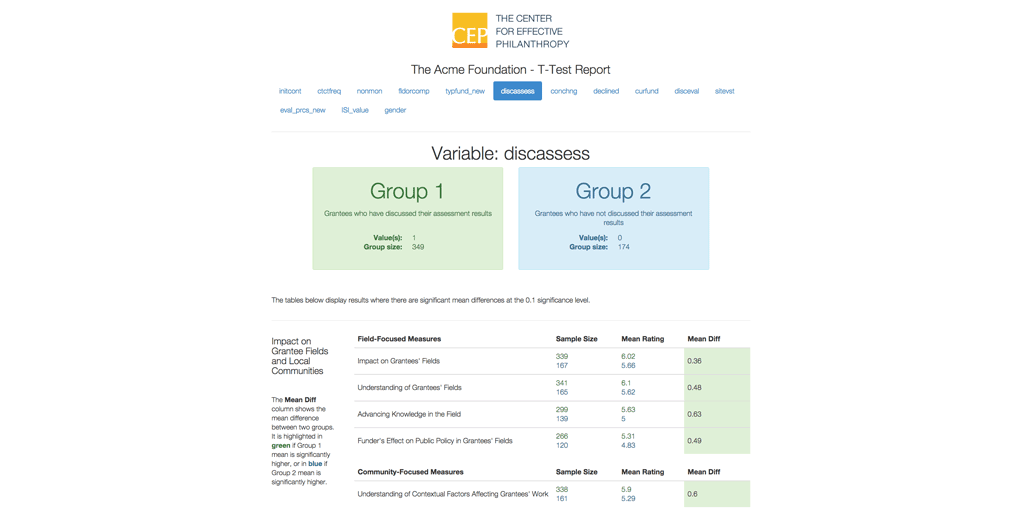 CEP
THE CENTER
FOR EFFECTIVE
PHILANTHROPY
The Acme Foundation - T-Test Report
initcont ctctfreq nonmon fldorcomp typfund_new discassess conchng declined curfund disceval sitevst
eval_prcs_new ISI_value gender
Variable: discassess
Group 1
Grantees who have discussed their assessment results
Value(s): 1
Group size: 349
Group 2
Grantees who have not discussed their assessment
results
Value(s): 0
Group size: 174
The tables below display results where there are significant mean differences at the 0.1 significance level.
Impact on
Grantee Fields
and Local
Communities
The Mean Diff
column shows the
mean difference
between two groups.
It is highlighted in
green if Group 1
mean is significantly
higher, or in blue if
Group 2 mean is
significantly higher.
Field-Focused Measures Sample Size Mean Rating Mean Diff
Impact on Grantees' Fields 339 6.02 0.36
167 5.66
Understanding of Grantees' Fields 341 6.1 0.48
165 5.62
Advancing Knowledge in the Field 299 5.63 0.63
139 5
Funder's Effect on Public Policy in Grantees' Fields 266 5.31 0.49
120 4.83
Community-Focused Measures Sample Size Mean Rating Mean Diff
Understanding of Contextual Factors Affecting Grantees' Work 338 5.9 0.6
161 5.29